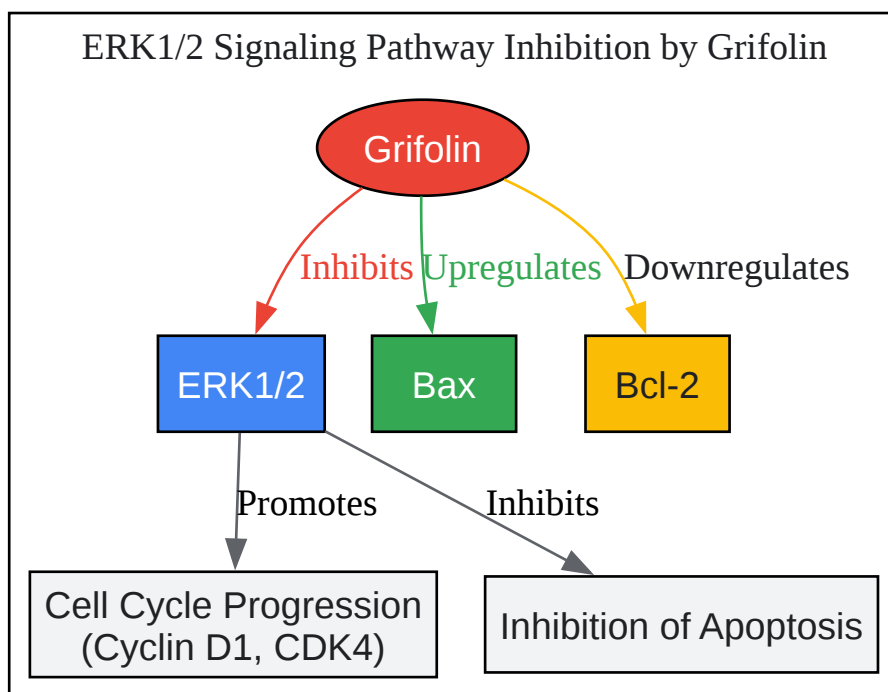 ERK1/2 Signaling Pathway Inhibition by Grifolin
Grifolin
Inhibits
Upregulates
Downregulates
ERK1/2
Bax
Bcl-2
Promotes
Inhibits
Cell Cycle Progression
(Cyclin D1, CDK4)
Inhibition of Apoptosis